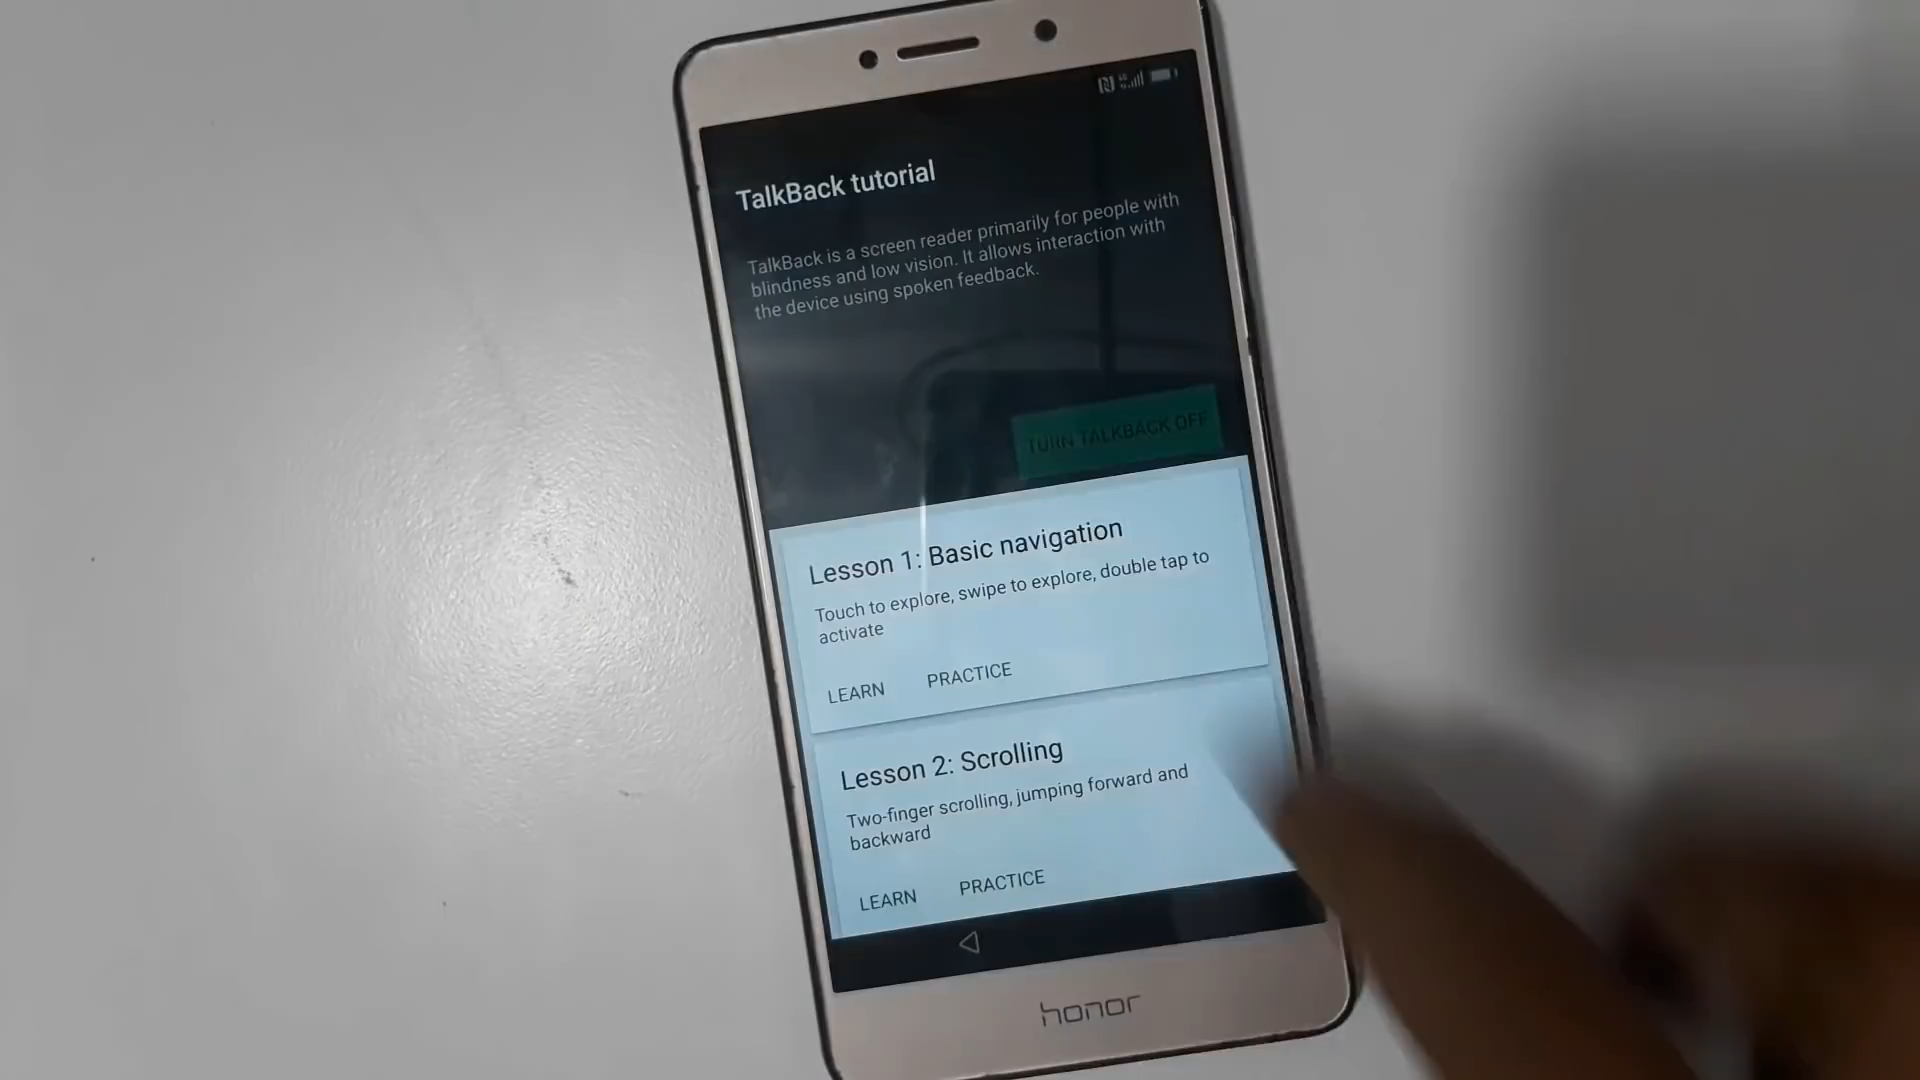 TalkBack tutorial
TalkBack is a screen reader primarily for people with
blindness and low vision. It allows interaction with
the device using spoken feedback.
TURN TALKBACK OFF
Lesson 1: Basic navigation
Touch to explore, swipe to explore, double tap to
activate
LEARN PRACTICE
Lesson 2: Scrolling
Two-finger scrolling, jumping forward and
backward
LEARN PRACTICE
honor